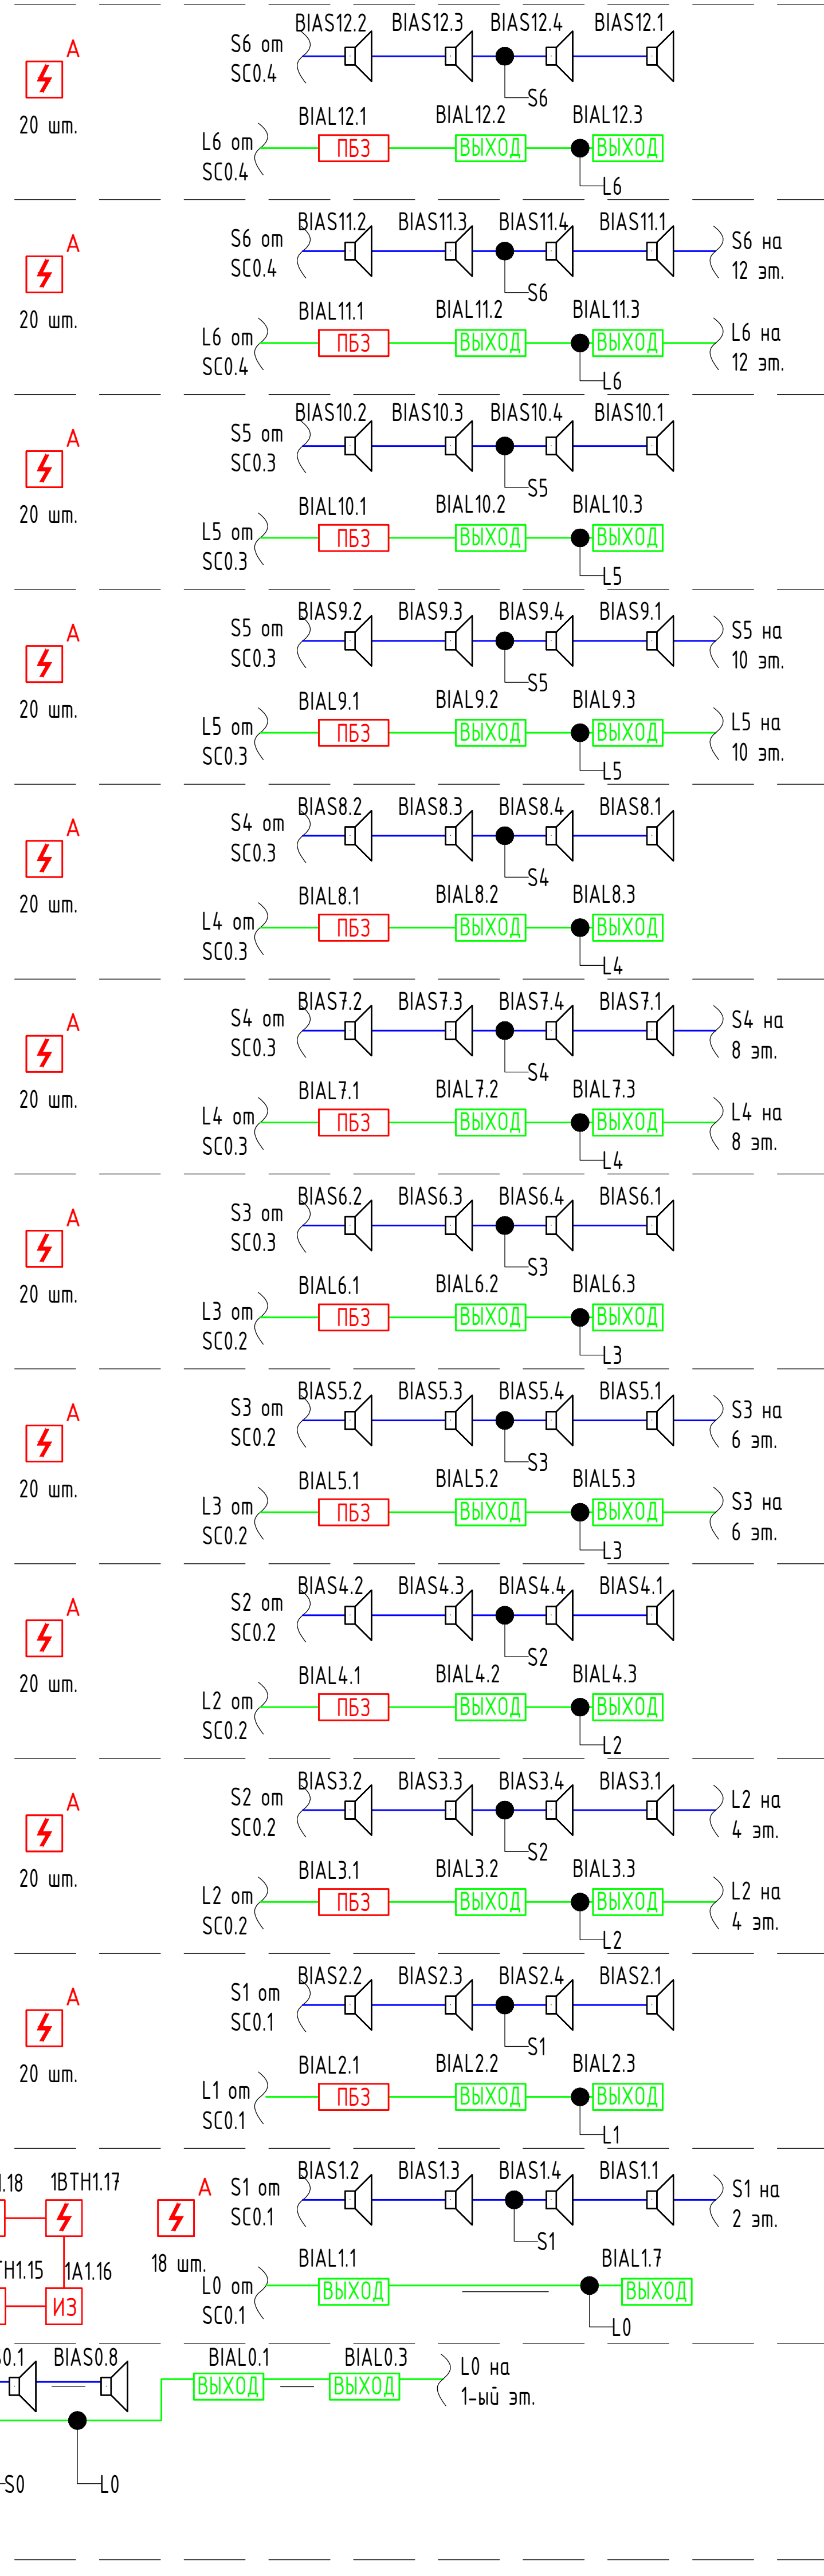 BIAS12.2 BIAS12.3 BIAS12.4 BIAS12.1
A
S6 от
SC0.4
S6
20 шт.
BIAL12.1 BIAL12.2 BIAL12.3
L6 от
SC0.4
ПБЗ ВЫХОД ВЫХОД
L6
BIAS11.2 BIAS11.3 BIAS11.4 BIAS11.1
A
S6 от
SC0.4
S6 на
12 эт.
S6
20 шт.
BIAL11.1 BIAL11.2 BIAL11.3
L6 от
SC0.4
ПБЗ ВЫХОД ВЫХОД
L6 на
12 эт.
L6
BIAS10.2 BIAS10.3 BIAS10.4 BIAS10.1
A
S5 от
SC0.3
S5
20 шт.
BIAL10.1 BIAL10.2 BIAL10.3
L5 от
SC0.3
ПБЗ ВЫХОД ВЫХОД
L5
BIAS9.2 BIAS9.3 BIAS9.4 BIAS9.1
A
S5 от
SC0.3
S5 на
10 эт.
S5
20 шт.
BIAL9.1 BIAL9.2 BIAL9.3
L5 от
SC0.3
ПБЗ ВЫХОД ВЫХОД
L5 на
10 эт.
L5
BIAS8.2 BIAS8.3 BIAS8.4 BIAS8.1
A
S4 от
SC0.3
S4
20 шт.
BIAL8.1 BIAL8.2 BIAL8.3
L4 от
SC0.3
ПБЗ ВЫХОД ВЫХОД
L4
BIAS7.2 BIAS7.3 BIAS7.4 BIAS7.1
A
S4 от
SC0.3
S4 на
8 эт.
S4
20 шт.
BIAL7.1 BIAL7.2 BIAL7.3
L4 от
SC0.3
ПБЗ ВЫХОД ВЫХОД
L4 на
8 эт.
L4
BIAS6.2 BIAS6.3 BIAS6.4 BIAS6.1
A
S3 от
SC0.3
S3
20 шт.
BIAL6.1 BIAL6.2 BIAL6.3
L3 от
SC0.2
ПБЗ ВЫХОД ВЫХОД
L3
BIAS5.2 BIAS5.3 BIAS5.4 BIAS5.1
A
S3 от
SC0.2
S3 на
6 эт.
S3
20 шт.
BIAL5.1 BIAL5.2 BIAL5.3
L3 от
SC0.2
ПБЗ ВЫХОД ВЫХОД
S3 на
6 эт.
L3
BIAS4.2 BIAS4.3 BIAS4.4 BIAS4.1
A
S2 от
SC0.2
S2
20 шт.
BIAL4.1 BIAL4.2 BIAL4.3
L2 от
SC0.2
ПБЗ ВЫХОД ВЫХОД
L2
BIAS3.2 BIAS3.3 BIAS3.4 BIAS3.1
A
S2 от
SC0.2
L2 на
4 эт.
S2
20 шт.
BIAL3.1 BIAL3.2 BIAL3.3
L2 от
SC0.2
ПБЗ ВЫХОД ВЫХОД
L2 на
4 эт.
L2
BIAS2.2 BIAS2.3 BIAS2.4 BIAS2.1
A
S1 от
SC0.1
S1
20 шт.
BIAL2.1 BIAL2.2 BIAL2.3
L1 от
SC0.1
ПБЗ ВЫХОД ВЫХОД
L1
.18 1BTH1.17
A
BIAS1.2 BIAS1.3 BIAS1.4 BIAS1.1
S1 от
SC0.1
S1 на
2 эт.
S1
18 шт.
TH1.15 1A1.16
ИЗ
BIAL1.1 BIAL1.7
L0 от
SC0.1
ВЫХОД ВЫХОД
L0
0.1 BIAS0.8 BIAL0.1 BIAL0.3
ВЫХОД ВЫХОД
L0 на
1-ый эт.
S0 L0